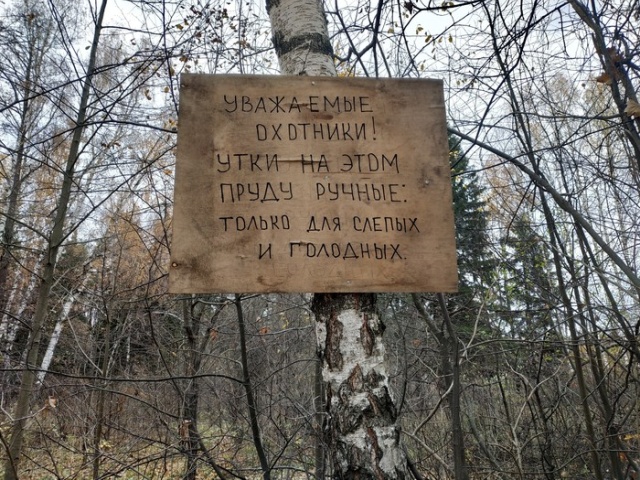 УВАЖАЕМЫЕ
ОХОТНИКИ!
УТКИ НА ЭТОМ
ПРУДУ РУЧНЫЕ:
ТОЛЬКО ДЛЯ СЛЕПЫХ
И ГОЛОДНЫХ.